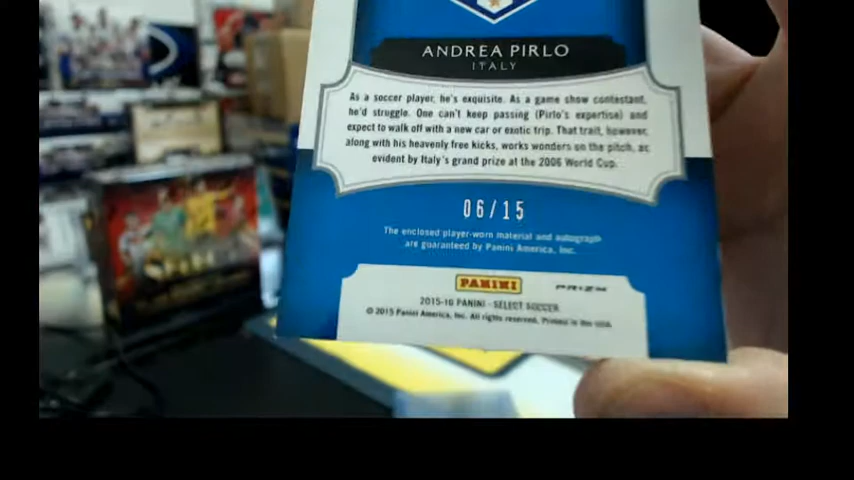 ANDREA PIRLO
ITALY
As a soccer player, he's exquisite. As a game show contestant,
he'd struggle. One can't keep passing (Pirlo's expertise) and
expect to walk off with a new car or exotic trip. That trait, however,
along with his heavenly free kicks, works wonders on the pitch, as
evident by Italy's grand prize at the 2006 World Cup.
06/15
The enclosed player-worn material and autograph
are guaranteed by Panini America, Inc.
PANINI
PRIZM
2015-16 PANINI - SELECT SOCCER
© 2015 Panini America, Inc. All rights reserved. Printed in the USA.